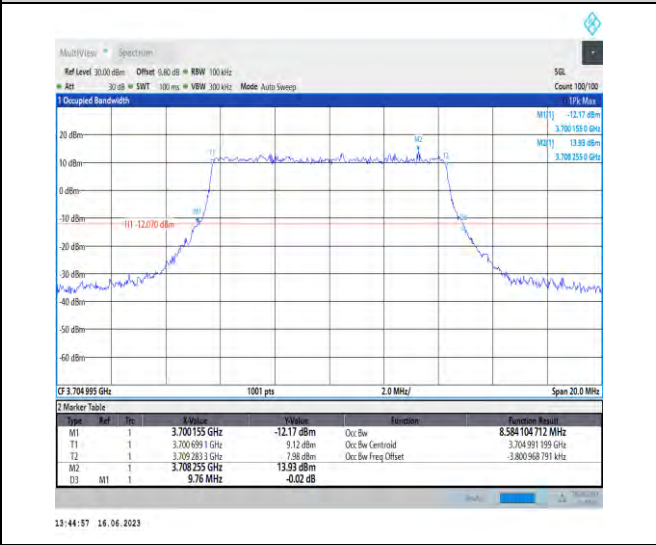 MultiView Spectrum
Ref Level 30.00 dBm Offset 9.80 dB RBW 100 kHz SGL
Att 30 dB SWT 100 ms VBW 300 kHz Mode Auto Sweep Count 100/100
1 Occupied Bandwidth 1Pk Max
M1[1] -12.17 dBm
3.700 155 0 GHz
20 dBm
M2
M2[1] 13.93 dBm
T1
T2
3.708 255 0 GHz
10 dBm
0 dBm
M1
-10 dBm
H1 -12.070 dBm
-20 dBm
-30 dBm
-40 dBm
-50 dBm
-60 dBm
CF 3.704 995 GHz 1001 pts 2.0 MHz/ Span 20.0 MHz
2 Marker Table
Type Ref Trc X-Value Y-Value Function Function Result
M1 1 3.700155 GHz -12.17 dBm Occ Bw 8.584 104 712 MHz
T1 1 3.700 699 1 GHz 9.12 dBm Occ Bw Centroid 3.704 991 199 GHz
T2 1 3.709 283 3 GHz 7.98 dBm Occ Bw Freq Offset -3.800 968 791 kHz
M2 1 3.708 255 GHz 13.93 dBm
D3 M1 1 9.76 MHz -0.02 dB
13:44:57 16.06.2023